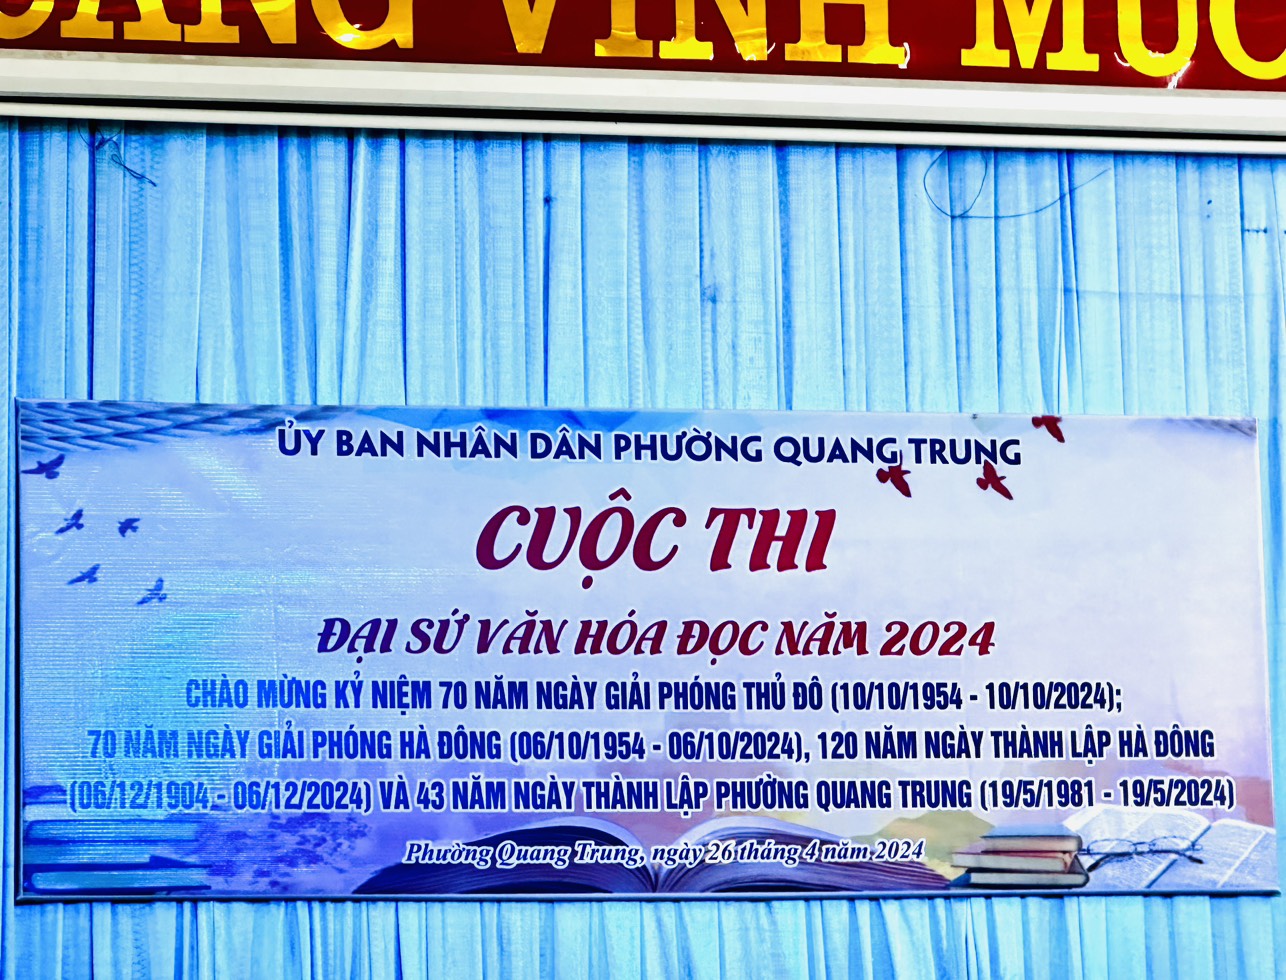 QUANG VINH MUÔ
ỦY BAN NHÂN DÂN PHƯỜNG QUANG TRUNG
CUỘC THI
ĐẠI SỨ VĂN HÓA ĐỌC NĂM 2024
CHÀO MỪNG KỶ NIỆM 70 NĂM NGÀY GIẢI PHÓNG THỦ ĐÔ (10/10/1954 - 10/10/2024);
70 NĂM NGÀY GIẢI PHÓNG HÀ ĐÔNG (06/10/1954 - 06/10/2024), 120 NĂM NGÀY THÀNH LẬP HÀ ĐÔNG
(06/12/1904 - 06/12/2024) VÀ 43 NĂM NGÀY THÀNH LẬP PHƯỜNG QUANG TRUNG (19/5/1981 - 19/5/2024)
Phường Quang Trung, ngày 26 tháng 4 năm 2024